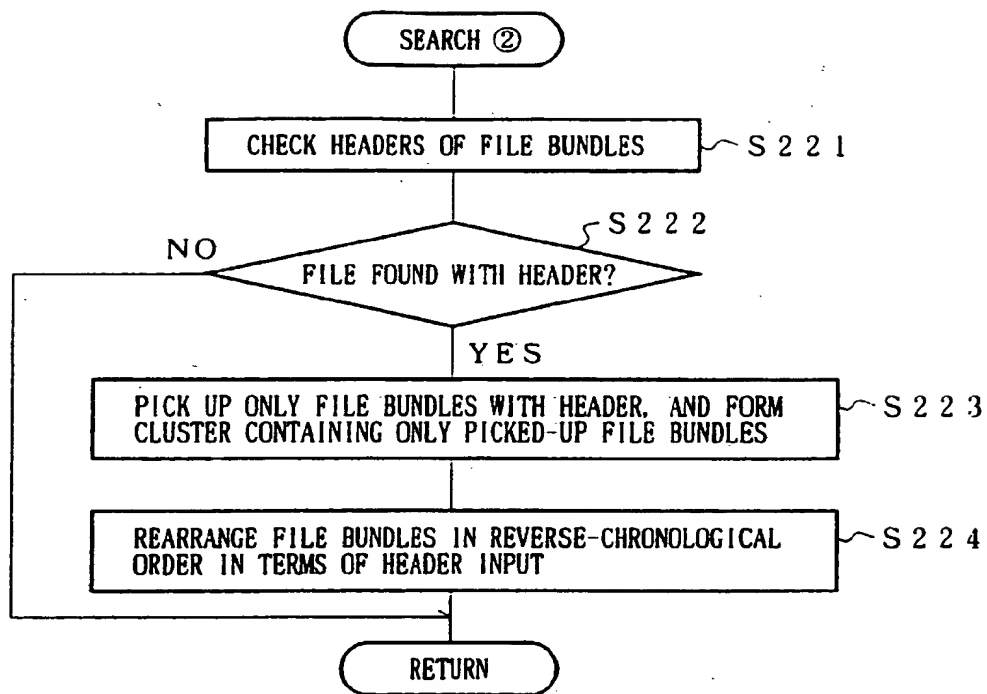 SEARCH ②
CHECK HEADERS OF FILE BUNDLES
S221
S222
NO
FILE FOUND WITH HEADER?
YES
PICK UP ONLY FILE BUNDLES WITH HEADER, AND FORM
CLUSTER CONTAINING ONLY PICKED-UP FILE BUNDLES
S223
REARRANGE FILE BUNDLES IN REVERSE-CHRONOLOGICAL
ORDER IN TERMS OF HEADER INPUT
S224
RETURN